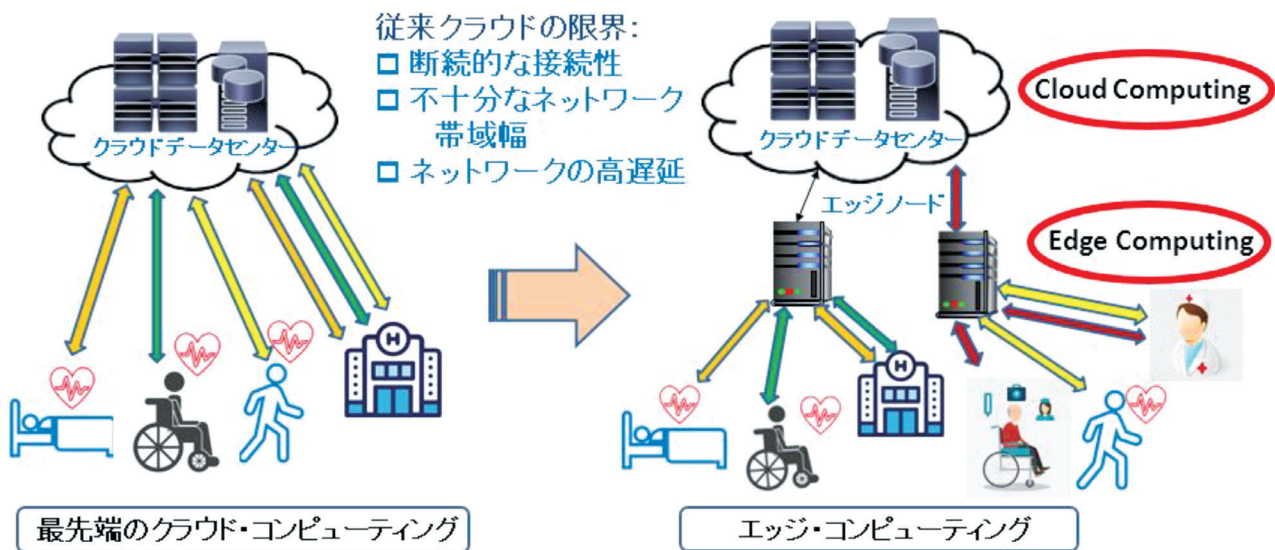 従来クラウドの限界:
断続的な接続性
不十分なネットワーク
帯域幅
ネットワークの高遅延
クラウドデータセンター
クラウドデータセンター
Cloud Computing
エッジノード
Edge Computing
H
H
最先端のクラウド・コンピューティング
エッジ・コンピューティング